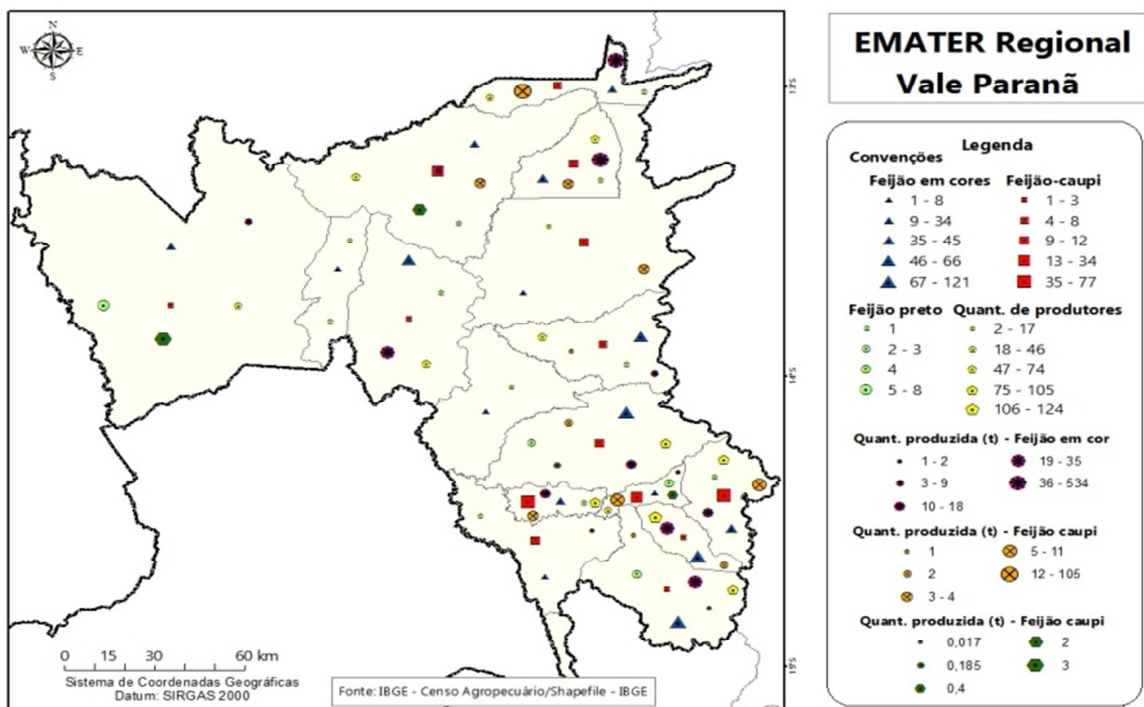 N
W E
S
13°S
14°S
15°S
0 15 30 60 km
Sistema de Coordenadas Geográficas
Datum: SIRGAS 2000
Fonte: IBGE - Censo Agropecuário/Shapefile - IBGE
EMATER Regional
Vale Paranã
Legenda
Convenções
Feijão em cores
1 - 8
9 - 34
35 - 45
46 - 66
67 - 121
Feijão-caupi
1 - 3
4 - 8
9 - 12
13 - 34
35 - 77
Feijão preto
1
2 - 3
4
5 - 8
Quant. de produtores
2 - 17
18 - 46
47 - 74
75 - 105
106 - 124
Quant. produzida (t) - Feijão em cor
1 - 2
3 - 9
10 - 18
19 - 35
36 - 534
Quant. produzida (t) - Feijão caupi
1
2
3 - 4
5 - 11
12 - 105
Quant. produzida (t) - Feijão caupi
0,017
0,185
0,4
2
3